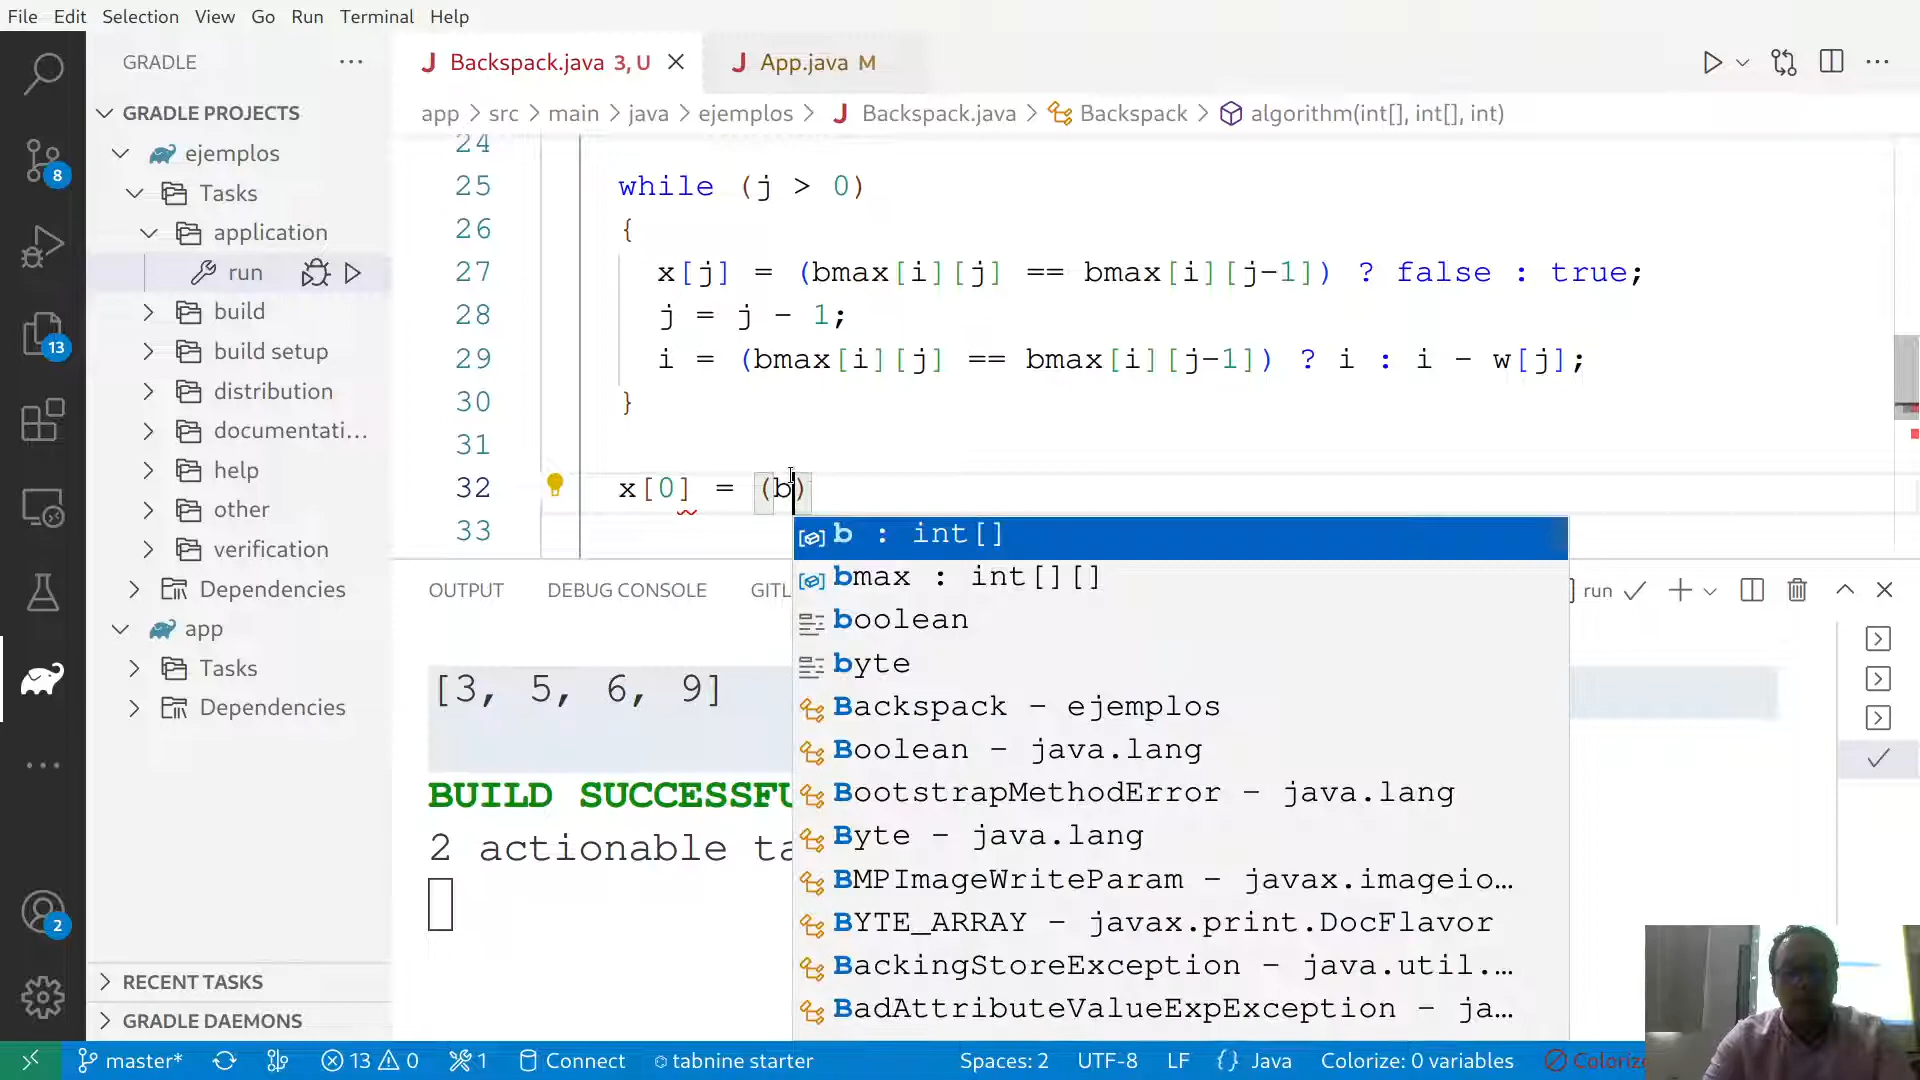 File Edit Selection View Go Run Terminal Help
GRADLE
Backspack.java 3, U
App.java M
GRADLE PROJECTS
app > src > main > java > ejemplos > Backspack.java > Backspack > algorithm(int[], int[], int)
ejemplos
Tasks
application
run
build
build setup
distribution
documentati...
help
other
verification
Dependencies
app
Tasks
Dependencies
RECENT TASKS
GRADLE DAEMONS
8
13
2
24
25 while (j > 0)
26 {
27 x[j] = (bmax[i][j] == bmax[i][j-1]) ? false : true;
28 j = j - 1;
29 i = (bmax[i][j] == bmax[i][j-1]) ? i : i - w[j];
30 }
31
32 x[0] = (b)
33
b : int[]
bmax : int[][]
boolean
byte
Backspack - ejemplos
Boolean - java.lang
BootstrapMethodError - java.lang
Byte - java.lang
BMPImageWriteParam - javax.imageio...
BYTE_ARRAY - javax.print.DocFlavor
BackingStoreException - java.util....
BadAttributeValueExpException - ja...
OUTPUT DEBUG CONSOLE GITL
run
[3, 5, 6, 9]
BUILD SUCCESSFU
2 actionable ta
master* 13 0 1 Connect tabnine starter Spaces: 2 UTF-8 LF {} Java Colorize: 0 variables Colorize